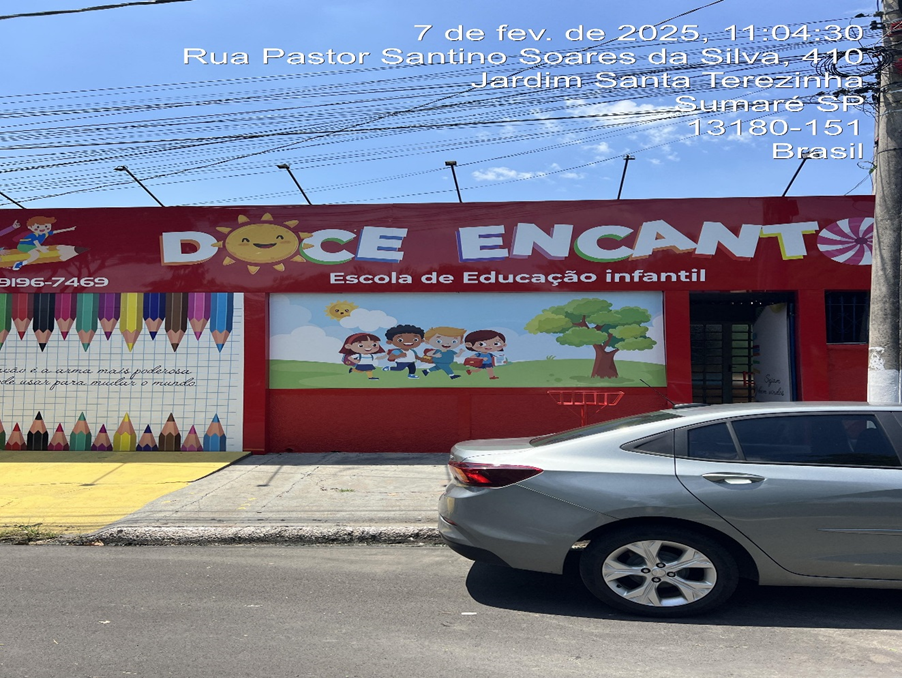 7 de fev. de 2025, 11:04:30
Rua Pastor Santino Soares da Silva, 410
Jardim Santa Terezinha
Sumaré SP
13180-151
Brasil
DOCE ENCANTO
Escola de Educação infantil
9196-7469
é a arma mais poderosa
usar para mudar o mundo